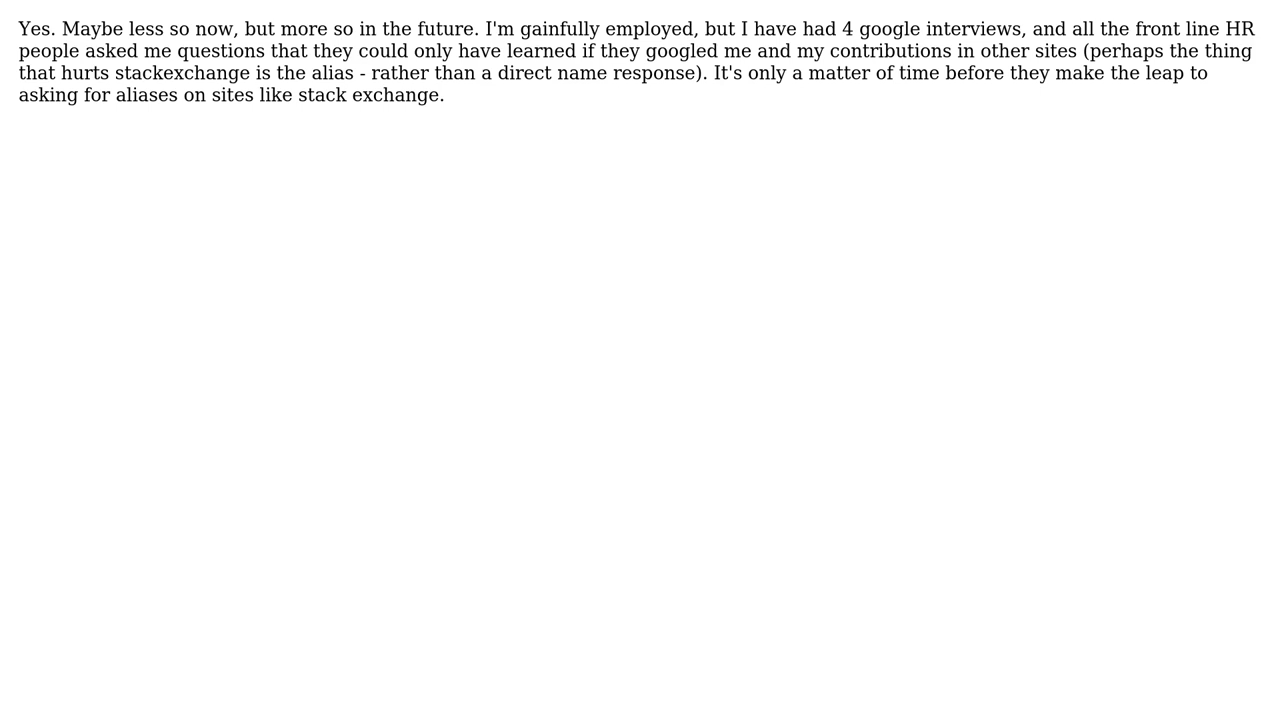 Yes. Maybe less so now, but more so in the future. I'm gainfully employed, but I have had 4 google interviews, and all the front line HR
people asked me questions that they could only have learned if they googled me and my contributions in other sites (perhaps the thing
that hurts stackexchange is the alias - rather than a direct name response). It's only a matter of time before they make the leap to
asking for aliases on sites like stack exchange.